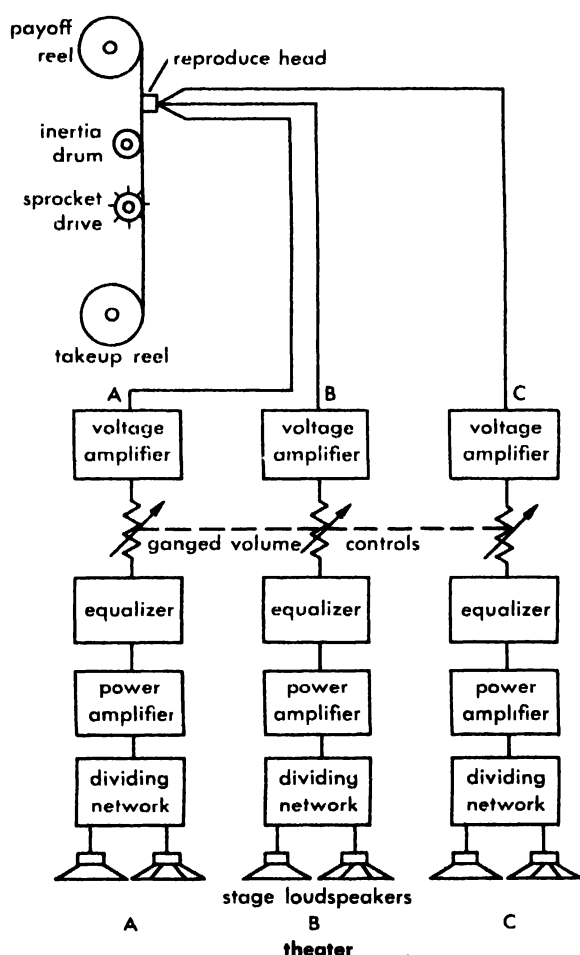 payoff
reel
reproduce head
inertia
drum
sprocket
drive
takeup reel
A
B
C
voltage
amplifier
voltage
amplifier
voltage
amplifier
ganged volume
controls
equalizer
equalizer
equalizer
power
amplifier
power
amplifier
power
amplifier
dividing
network
dividing
network
dividing
network
stage loudspeakers
A
B
C
theater